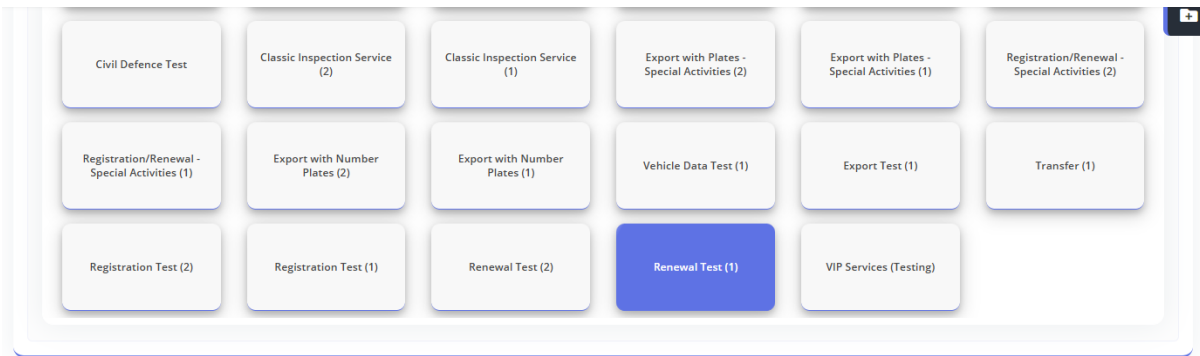 Civil Defence Test
Classic Inspection Service
(2)
Classic Inspection Service
(1)
Export with Plates -
Special Activities (2)
Export with Plates -
Special Activities (1)
Registration/Renewal -
Special Activities (2)
Registration/Renewal -
Special Activities (1)
Export with Number
Plates (2)
Export with Number
Plates (1)
Vehicle Data Test (1)
Export Test (1)
Transfer (1)
Registration Test (2)
Registration Test (1)
Renewal Test (2)
Renewal Test (1)
VIP Services (Testing)